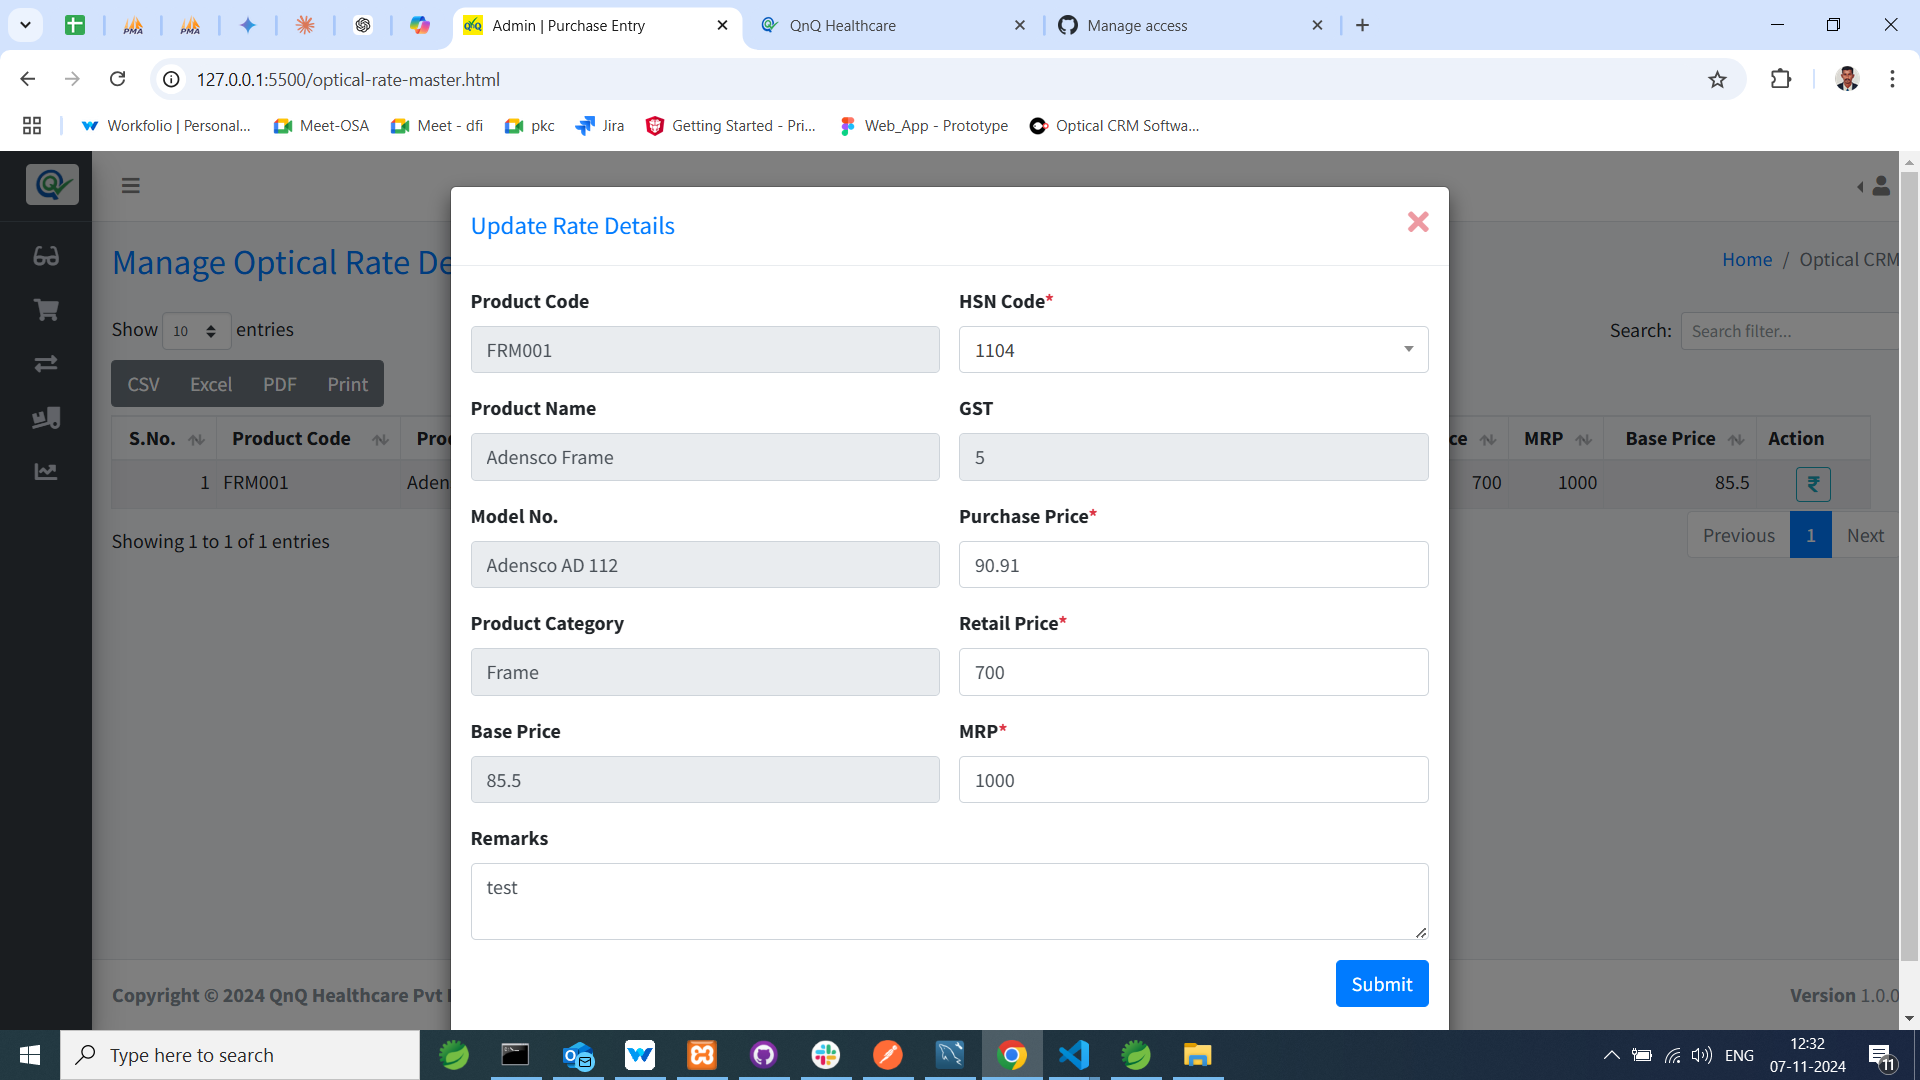 Admin | Purchase Entry
QnQ Healthcare
Manage access
127.0.0.1:5500/optical-rate-master.html
Workfolio | Personal...
Meet-OSA
Meet - dfi
pkc
Jira
Getting Started - Pri...
Web_App - Prototype
Optical CRM Softwa...
Update Rate Details
Manage Optical Rate De
Home / Optical CRM
Show 10 entries
Search: Search filter...
CSV Excel PDF Print
S.No. Product Code Pro
ce MRP Base Price Action
1 FRM001 Aden
700 1000 85.5 ₹
Showing 1 to 1 of 1 entries
Previous 1 Next
Product Code
FRM001
HSN Code*
1104
Product Name
Adensco Frame
GST
5
Model No.
Adensco AD 112
Purchase Price*
90.91
Product Category
Frame
Retail Price*
700
Base Price
85.5
MRP*
1000
Remarks
test
Submit
Copyright © 2024 QnQ Healthcare Pvt
Version 1.0.0
Type here to search
ENG
12:32
07-11-2024
11